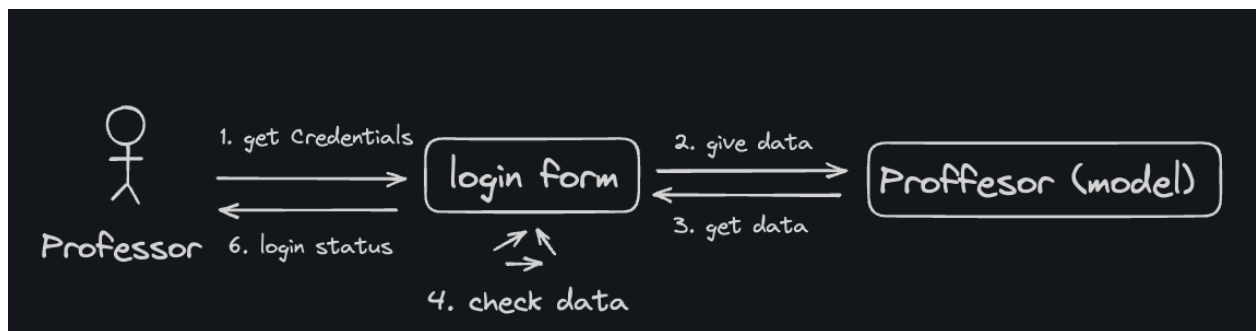 1. get Credentials
2. give data
login form
Proffesor (model)
3. get data
Professor
6. login status
4. check data